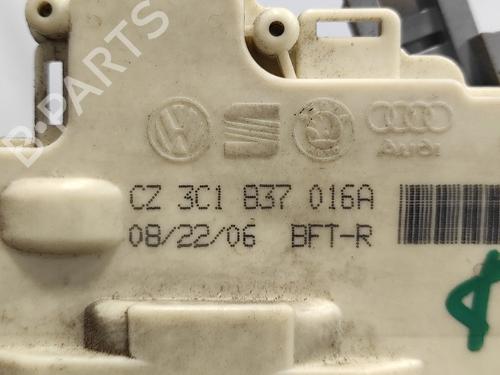 B-PARTS
Audi
CZ 3C1 837 016A
08/22/06 BFT-R